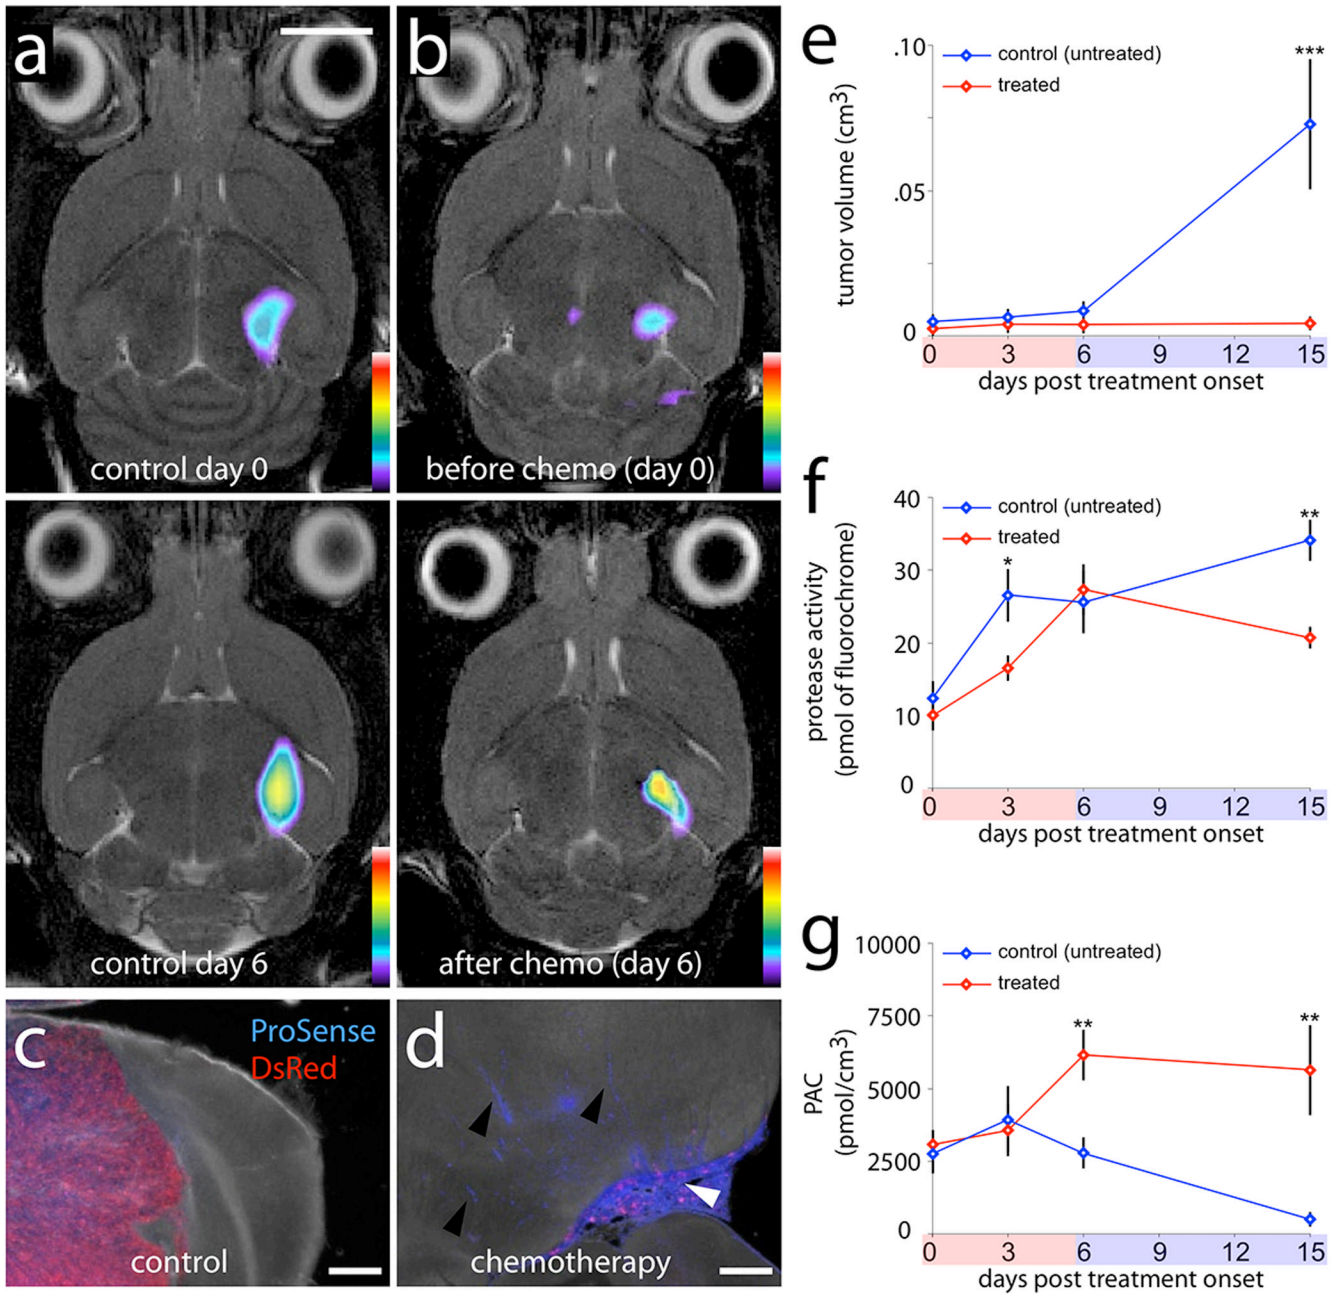 a
control day 0
b
before chemo (day 0)
control day 6
after chemo (day 6)
c
ProSense
DsRed
control
d
chemotherapy
e
tumor volume (cm3)
.10
.05
0
control (untreated)
treated
***
0 3 6 9 12 15
days post treatment onset
f
protease activity
(pmol of fluorochrome)
40
30
20
10
0
control (untreated)
treated
*
**
0 3 6 9 12 15
days post treatment onset
g
PAC
(pmol/cm3)
10000
7500
5000
2500
0
control (untreated)
treated
**
**
0 3 6 9 12 15
days post treatment onset